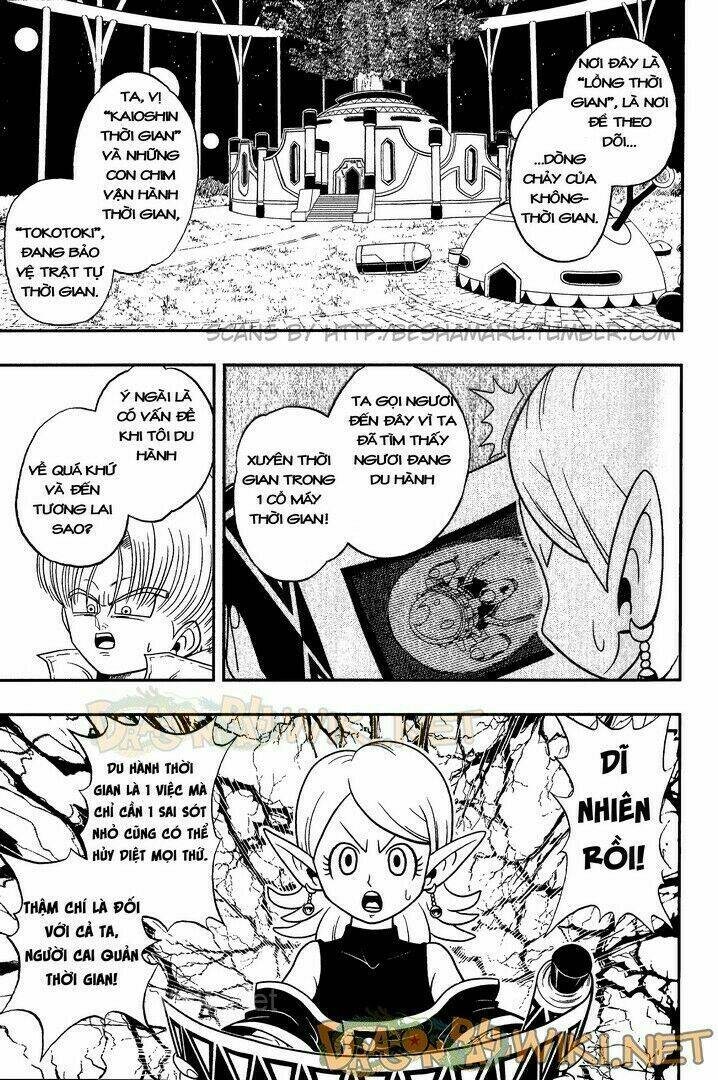 NƠI ĐÂY LÀ
"LỒNG THỜI
GIAN", LÀ NƠI
ĐỂ THEO
DÕI...
...DÒNG
CHẢY CỦA
KHÔNG-
THỜI GIAN.
TA, VỊ
"KAIOSHIN
THỜI GIAN"
VÀ NHỮNG
CON CHIM
VẬN HÀNH
THỜI GIAN,
"TOKOTOKI",
ĐANG BẢO
VỆ TRẬT TỰ
THỜI GIAN.
SCANS BY HTTP://BESHAMARU.TUMBLR.COM
TA GỌI NGƯƠI
ĐẾN ĐÂY VÌ TA
ĐÃ TÌM THẤY
NGƯƠI ĐANG
DU HÀNH
XUYÊN THỜI
GIAN TRONG
1 CỖ MÁY
THỜI GIAN!
Ý NGÀI LÀ
CÓ VẤN ĐỀ
KHI TÔI DU
HÀNH
VỀ QUÁ KHỨ
VÀ ĐẾN
TƯƠNG LAI
SAO?
DRAGONBALLWIKI.NET
DĨ
NHIÊN
RỒI!
DU HÀNH THỜI
GIAN LÀ 1 VIỆC MÀ
CHỈ CẦN 1 SAI SÓT
NHỎ CŨNG CÓ THỂ
HỦY DIỆT MỌI THỨ.
THẬM CHÍ LÀ ĐỐI
VỚI CẢ TA,
NGƯỜI CAI QUẢN
THỜI GIAN!
DRAGONBALLWIKI.NET